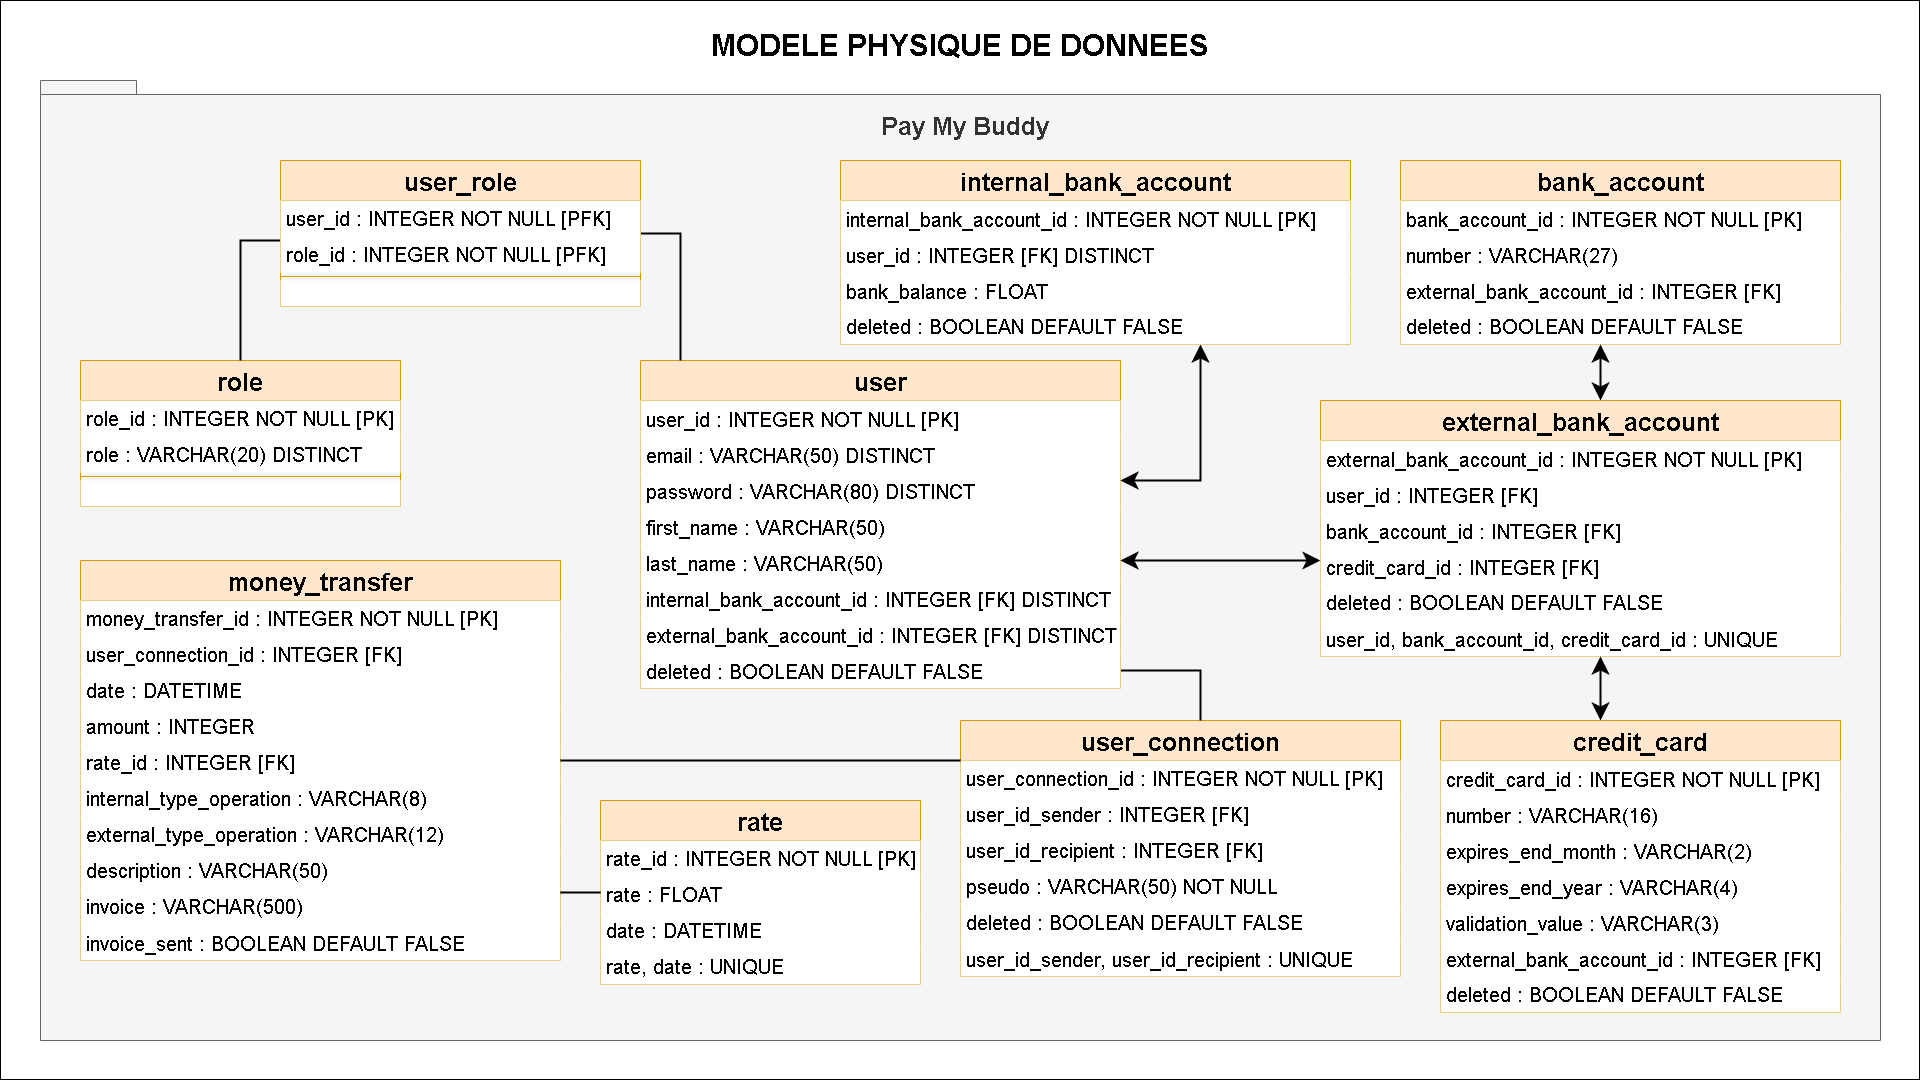 MODELE PHYSIQUE DE DONNEES
Pay My Buddy
user_role
user_id : INTEGER NOT NULL [PFK]
role_id : INTEGER NOT NULL [PFK]
internal_bank_account
internal_bank_account_id : INTEGER NOT NULL [PK]
user_id : INTEGER [FK] DISTINCT
bank_balance : FLOAT
deleted : BOOLEAN DEFAULT FALSE
bank_account
bank_account_id : INTEGER NOT NULL [PK]
number : VARCHAR(27)
external_bank_account_id : INTEGER [FK]
deleted : BOOLEAN DEFAULT FALSE
role
role_id : INTEGER NOT NULL [PK]
role : VARCHAR(20) DISTINCT
user
user_id : INTEGER NOT NULL [PK]
email : VARCHAR(50) DISTINCT
password : VARCHAR(80) DISTINCT
first_name : VARCHAR(50)
last_name : VARCHAR(50)
internal_bank_account_id : INTEGER [FK] DISTINCT
external_bank_account_id : INTEGER [FK] DISTINCT
deleted : BOOLEAN DEFAULT FALSE
external_bank_account
external_bank_account_id : INTEGER NOT NULL [PK]
user_id : INTEGER [FK]
bank_account_id : INTEGER [FK]
credit_card_id : INTEGER [FK]
deleted : BOOLEAN DEFAULT FALSE
user_id, bank_account_id, credit_card_id : UNIQUE
money_transfer
money_transfer_id : INTEGER NOT NULL [PK]
user_connection_id : INTEGER [FK]
date : DATETIME
amount : INTEGER
rate_id : INTEGER [FK]
internal_type_operation : VARCHAR(8)
external_type_operation : VARCHAR(12)
description : VARCHAR(50)
invoice : VARCHAR(500)
invoice_sent : BOOLEAN DEFAULT FALSE
rate
rate_id : INTEGER NOT NULL [PK]
rate : FLOAT
date : DATETIME
rate, date : UNIQUE
user_connection
user_connection_id : INTEGER NOT NULL [PK]
user_id_sender : INTEGER [FK]
user_id_recipient : INTEGER [FK]
pseudo : VARCHAR(50) NOT NULL
deleted : BOOLEAN DEFAULT FALSE
user_id_sender, user_id_recipient : UNIQUE
credit_card
credit_card_id : INTEGER NOT NULL [PK]
number : VARCHAR(16)
expires_end_month : VARCHAR(2)
expires_end_year : VARCHAR(4)
validation_value : VARCHAR(3)
external_bank_account_id : INTEGER [FK]
deleted : BOOLEAN DEFAULT FALSE